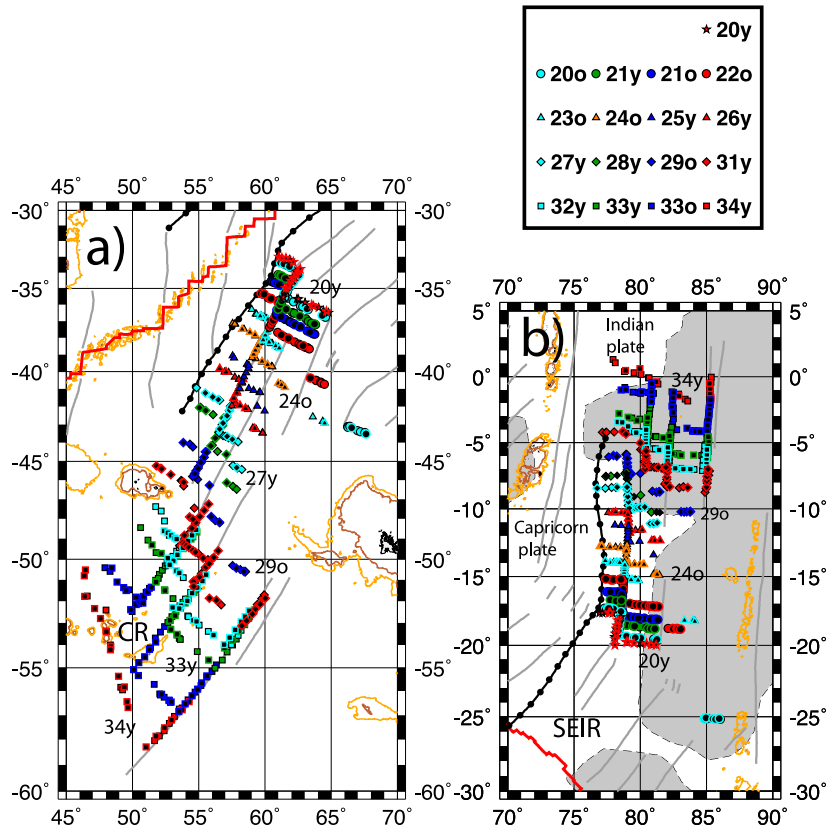 20y
20o 21y 21o 22o
23o 24o 25y 26y
27y 28y 29o 31y
32y 33y 33o 34y
45° 50° 55° 60° 65° 70°
-30° -30°
a)
20y
-35° -35°
-40° -40°
24o
-45° -45°
27y
-50° -50°
29o
CR
33y
-55° -55°
34y
-60° -60°
45° 50° 55° 60° 65° 70°
70° 75° 80° 85° 90°
5° 5°
b)
Indian
plate
34y
0° 0°
-5° -5°
-10° -10°
29o
Capricorn
plate
24o
-15° -15°
-20° -20°
20y
SEIR
-25° -25°
-30° -30°
70° 75° 80° 85° 90°